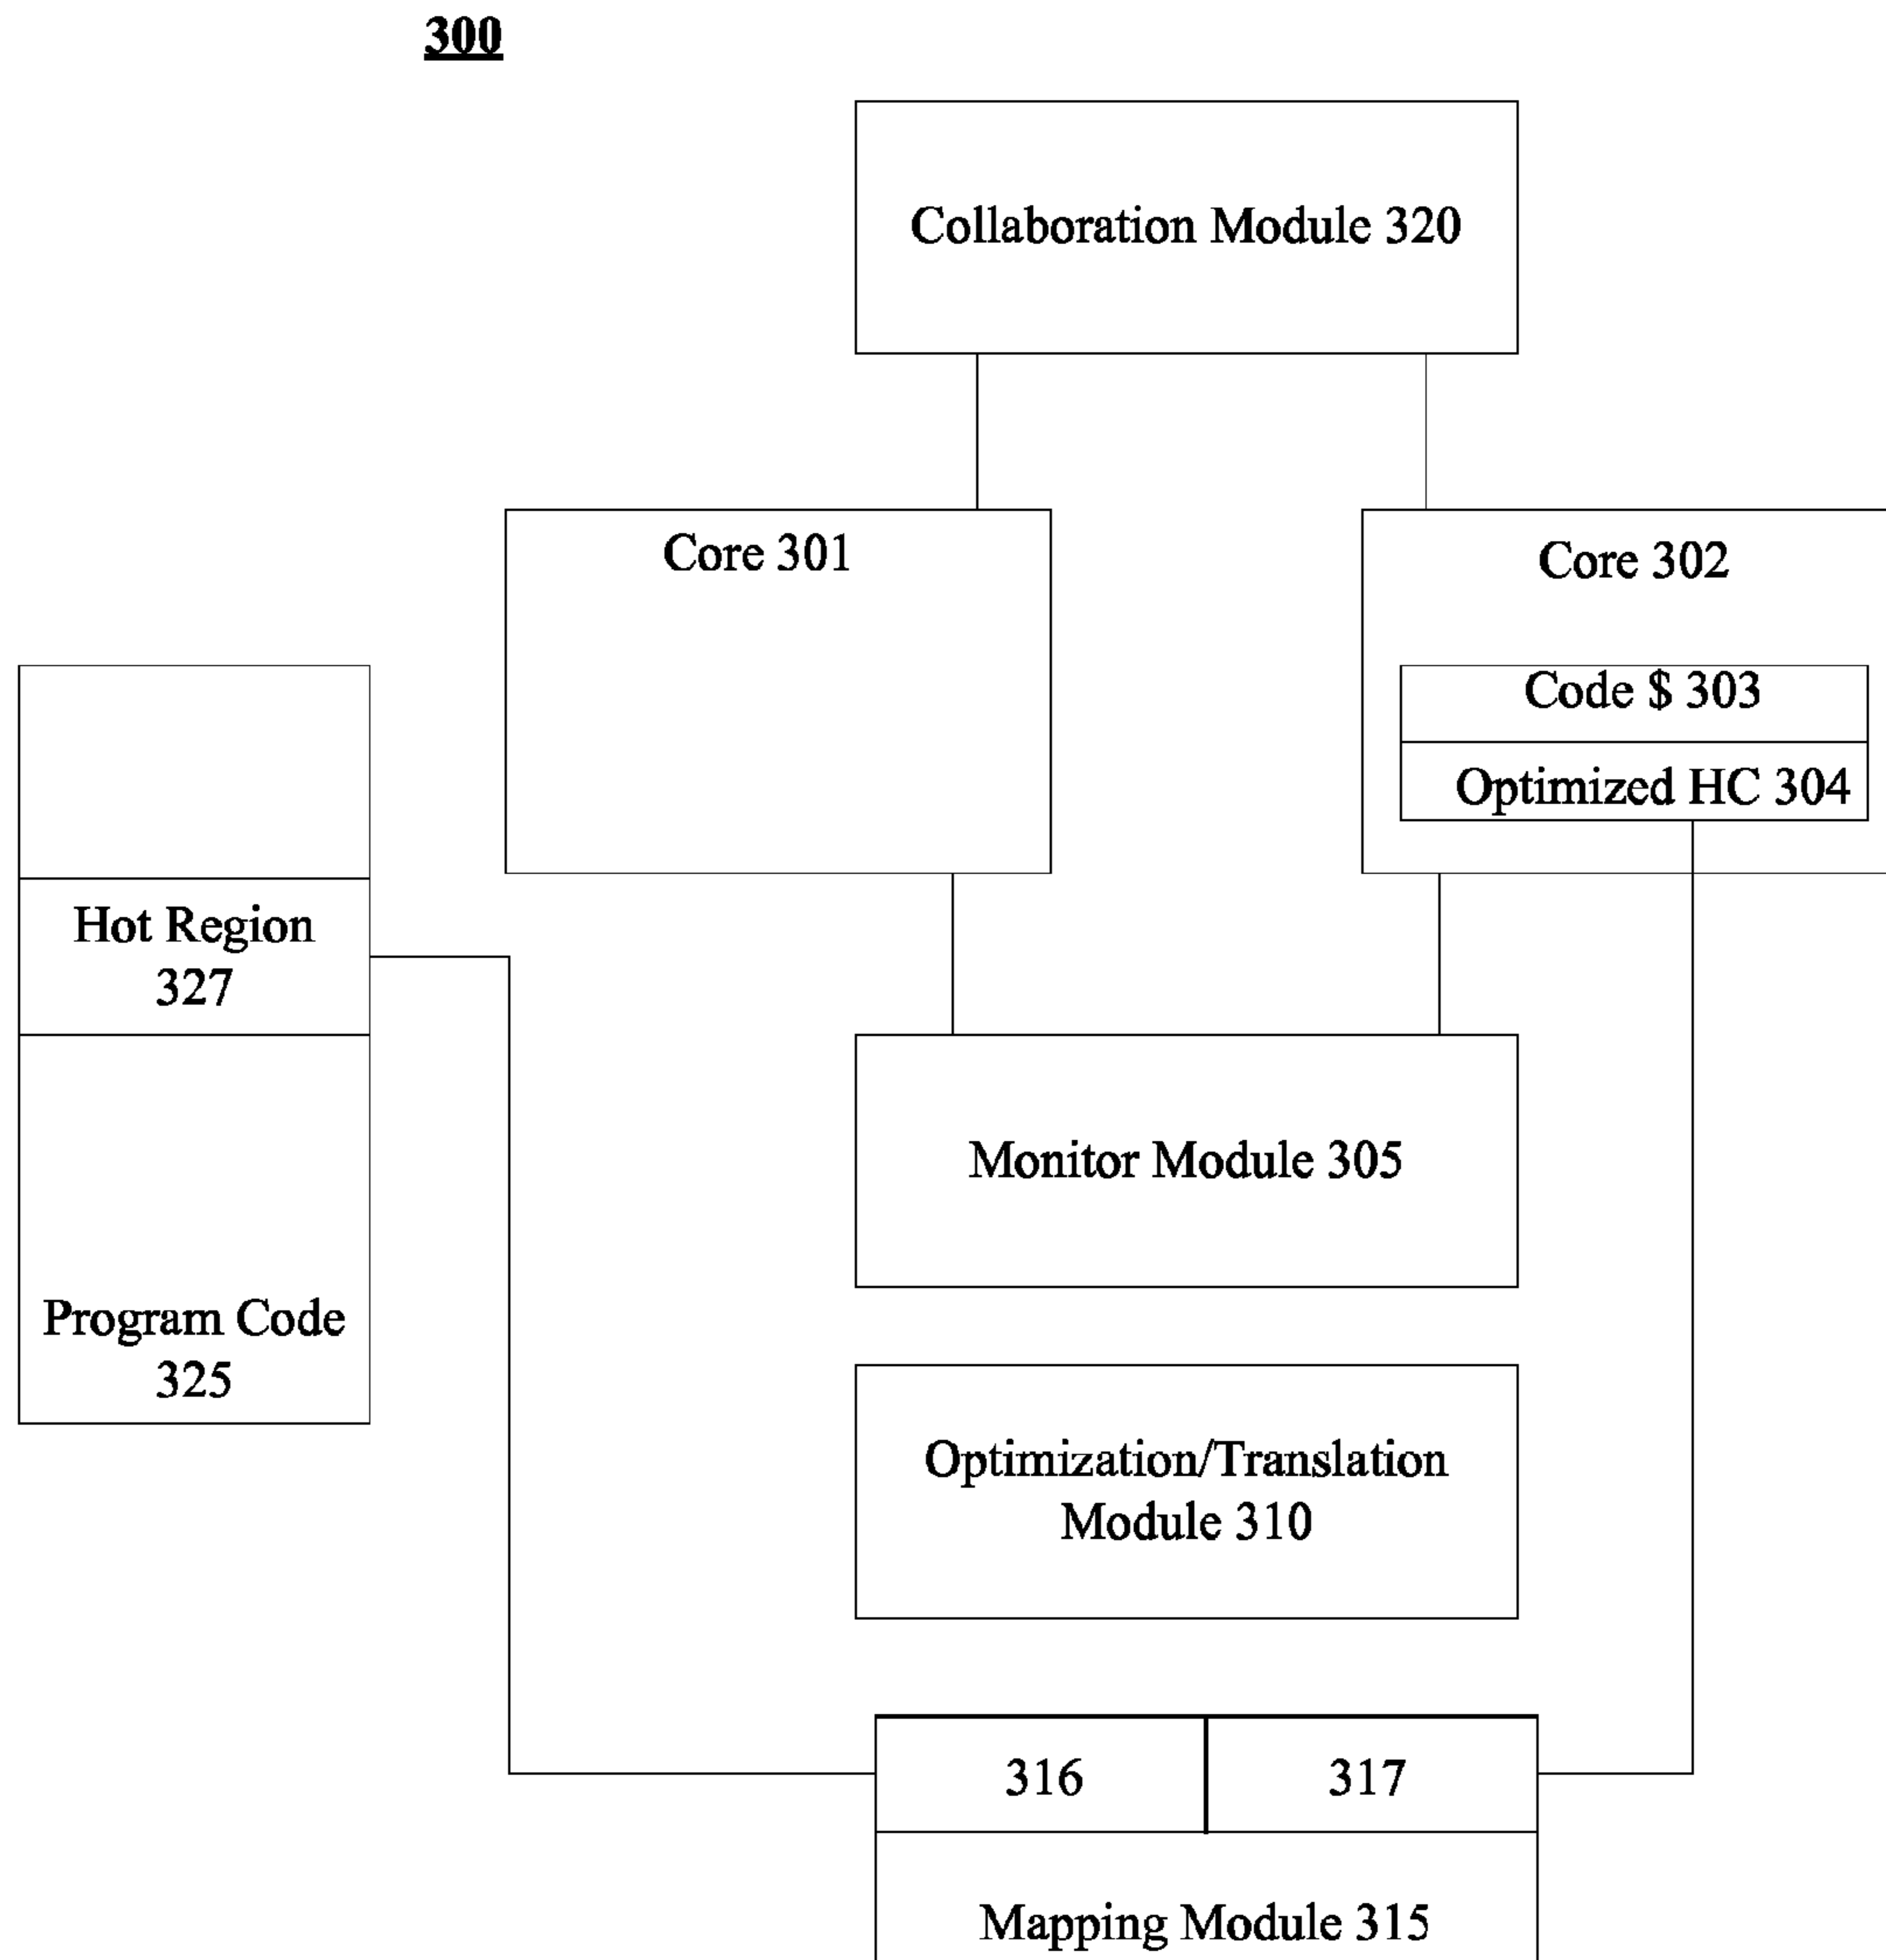 300
Collaboration Module 320
Core 301
Core 302
Code $ 303
Optimized HC 304
Hot Region
327
Monitor Module 305
Program Code
325
Optimization/Translation
Module 310
316
317
Mapping Module 315